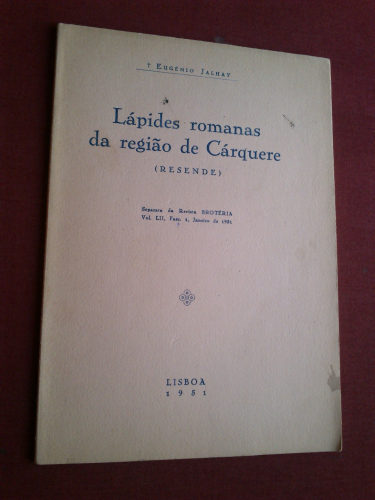 † EUGÉNIO JALHAY
Lápides romanas
da região de Cárquere
(RESENDE)
Separata da Revista BROTÉRIA
Vol. LII, Fasc. 1, Janeiro de 1951
LISBOA
1951